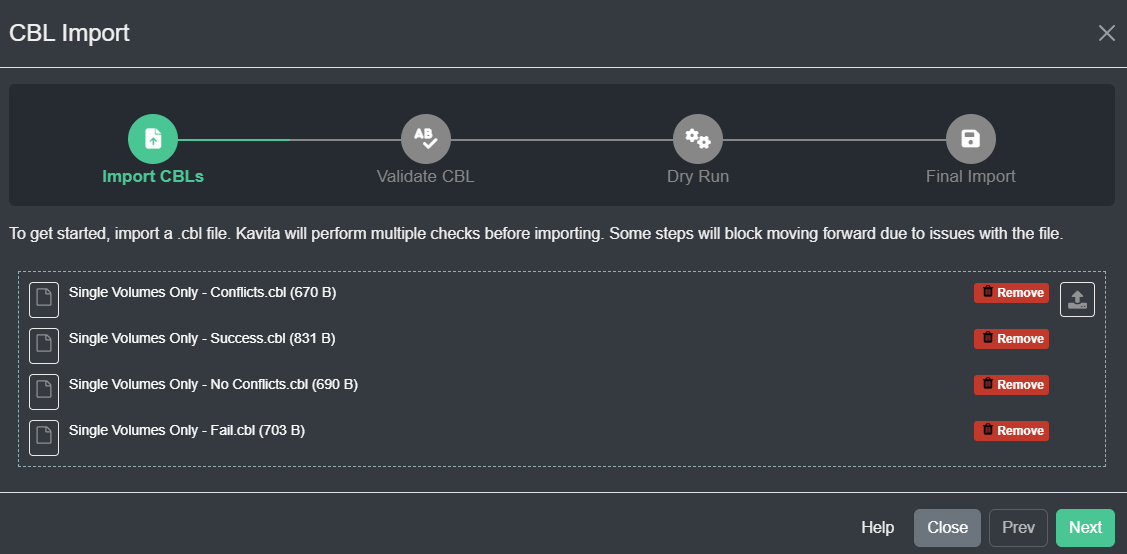 CBL Import
AB
Import CBLs
Validate CBL
Dry Run
Final Import
To get started, import a .cbl file. Kavita will perform multiple checks before importing. Some steps will block moving forward due to issues with the file.
Single Volumes Only - Conflicts.cbl (670 B) Remove
Single Volumes Only - Success.cbl (831 B) Remove
Single Volumes Only - No Conflicts.cbl (690 B) Remove
Single Volumes Only - Fail.cbl (703 B) Remove
Help Close Prev Next